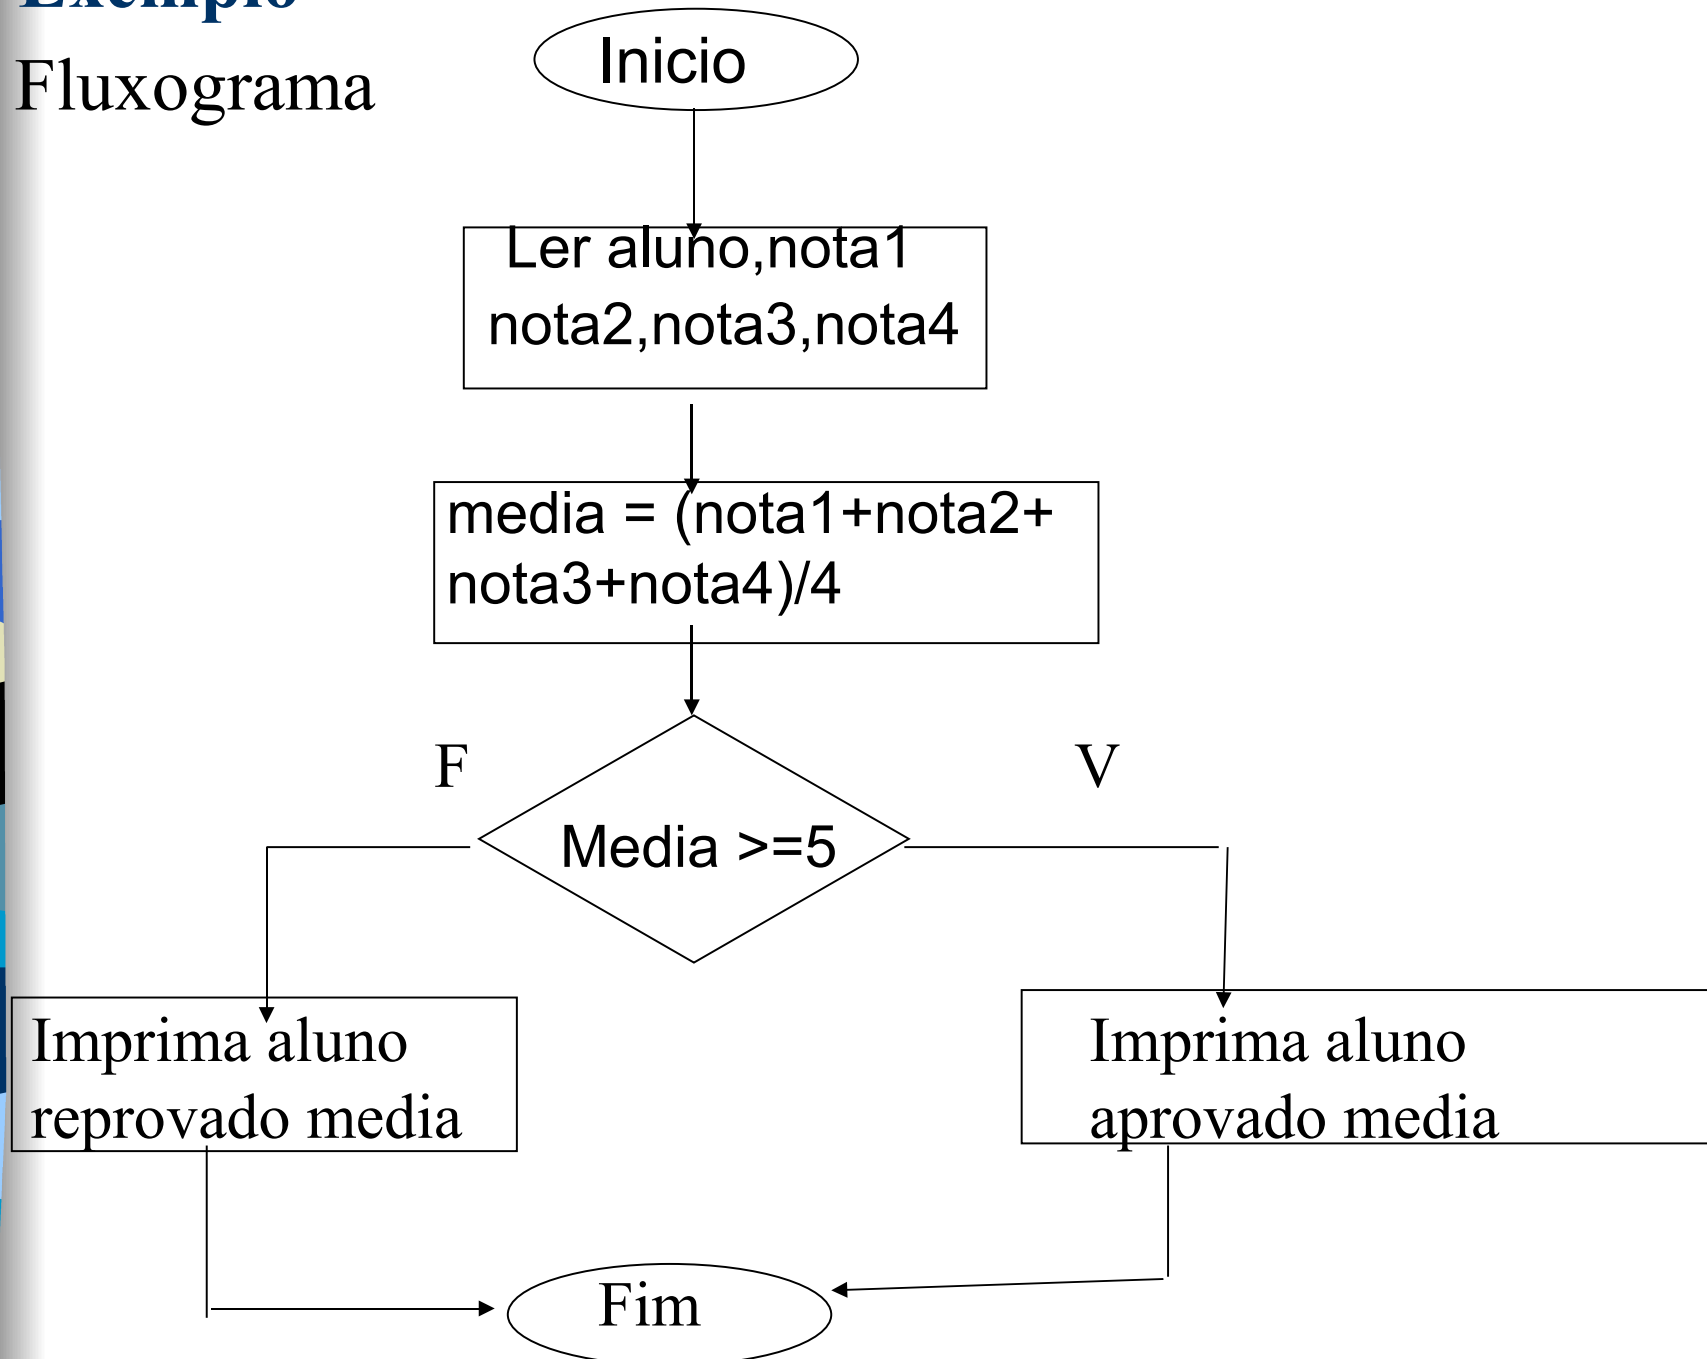 Exemplo
Fluxograma
Inicio
Ler aluno,nota1
nota2,nota3,nota4
media = (nota1+nota2+
nota3+nota4)/4
F
V
Media >=5
Imprima aluno
reprovado media
Imprima aluno
aprovado media
Fim